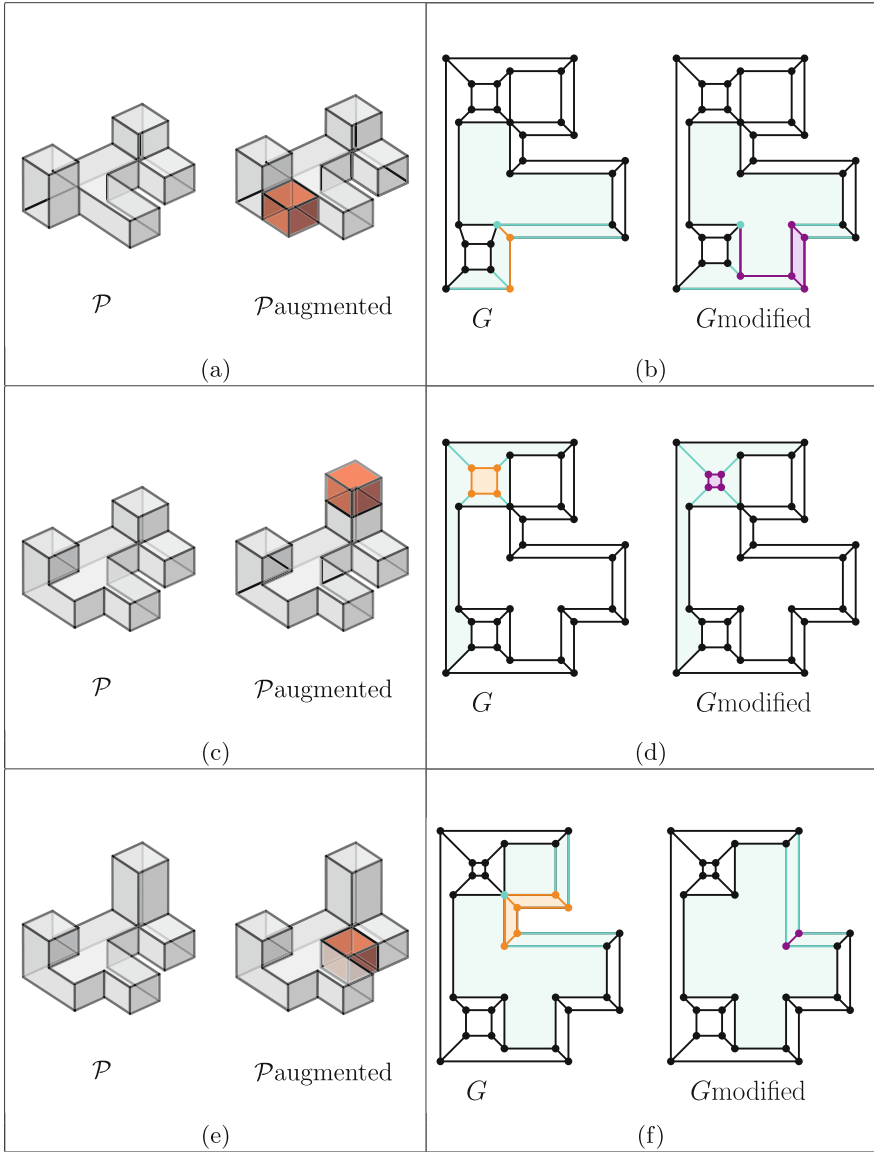 𝒫 𝒫augmented G Gmodified
(a) (b)
𝒫 𝒫augmented G Gmodified
(c) (d)
𝒫 𝒫augmented G Gmodified
(e) (f)